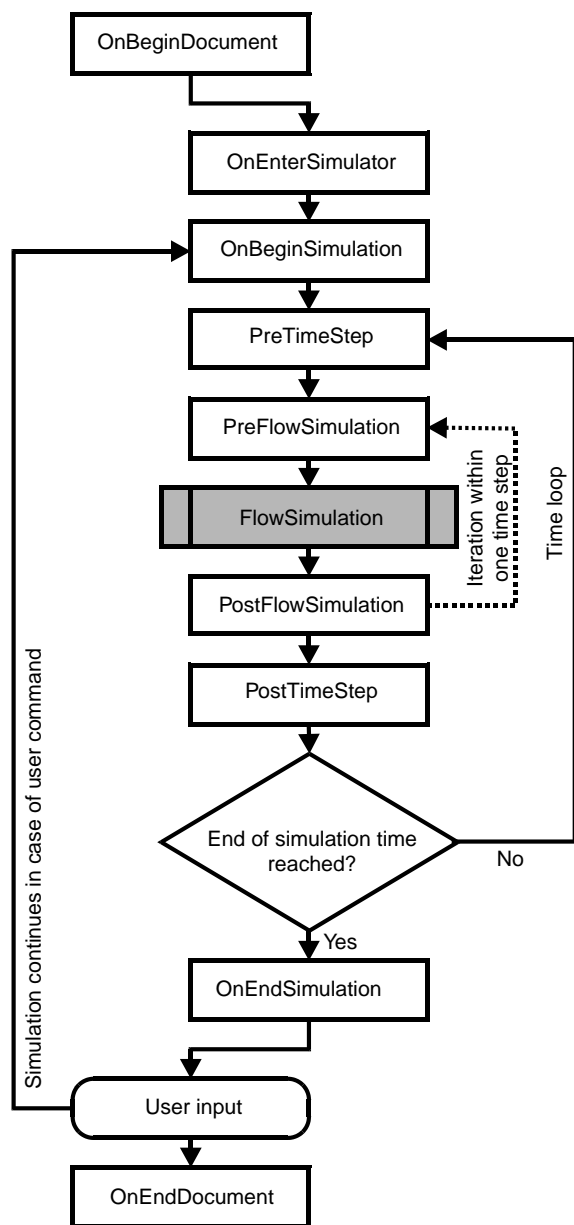 OnBeginDocument
OnEnterSimulator
OnBeginSimulation
PreTimeStep
PreFlowSimulation
FlowSimulation
PostFlowSimulation
Iteration within
one time step
Time loop
PostTimeStep
End of simulation time
reached?
No
Yes
OnEndSimulation
Simulation continues in case of user command
User input
OnEndDocument